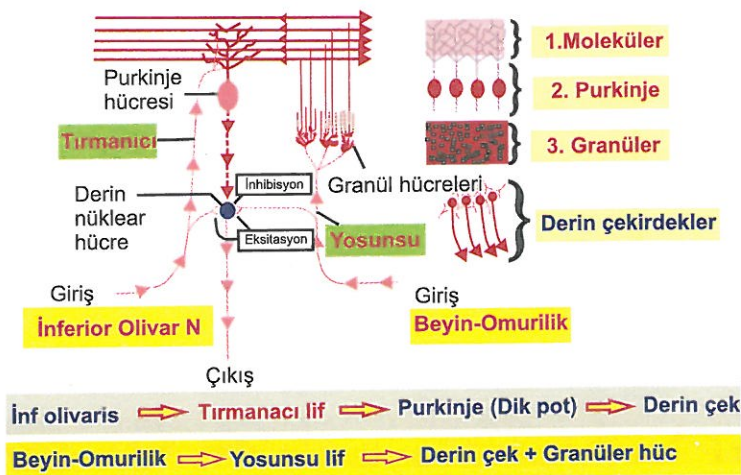 Purkinje
hücresi
Tırmanıcı
Derin
nüklear
hücre
İnhibisyon
Eksitasyon
Granül hücreleri
Yosunsu
Giriş
İnferior Olivar N
Giriş
Beyin-Omurilik
Çıkış
1.Moleküler
2. Purkinje
3. Granüler
Derin çekirdekler
İnf olivaris Tırmanacı lif Purkinje (Dik pot) Derin çek
Beyin-Omurilik Yosunsu lif Derin çek + Granüler hüc